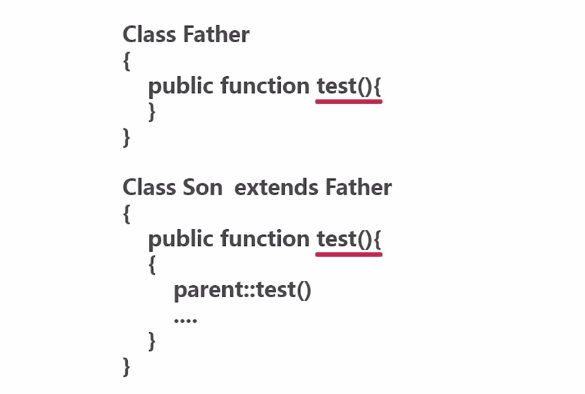 Class Father
{
public function test(){
}
}
Class Son extends Father
{
public function test(){
{
parent::test()
....
}
}